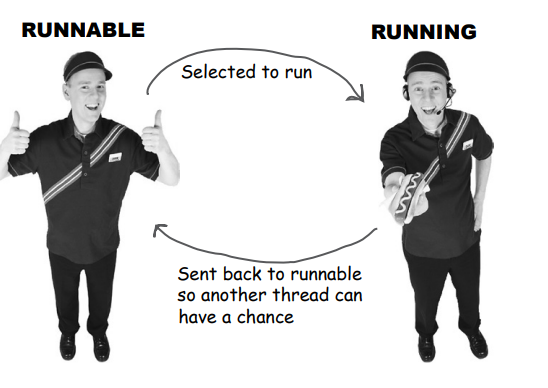 RUNNABLE
RUNNING
Selected to run
Sent back to runnable
so another thread can
have a chance